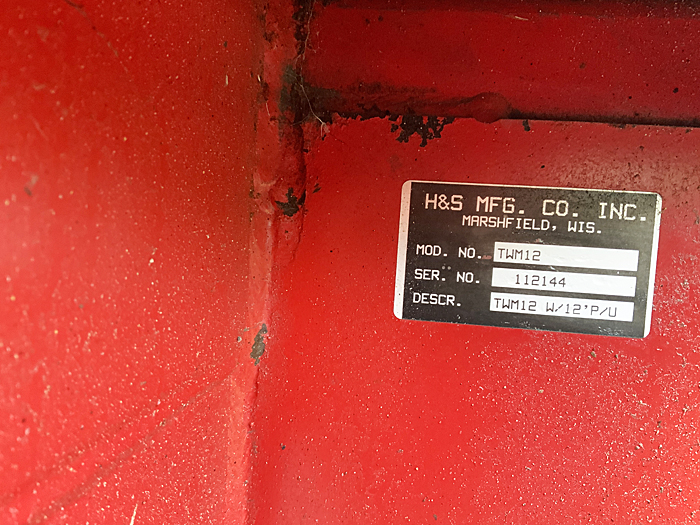 H&S MFG. CO. INC.
MARSHFIELD, WIS.
MOD. NO. TWM12
SER. NO. 112144
DESCR. TWM12 W/12'P/U